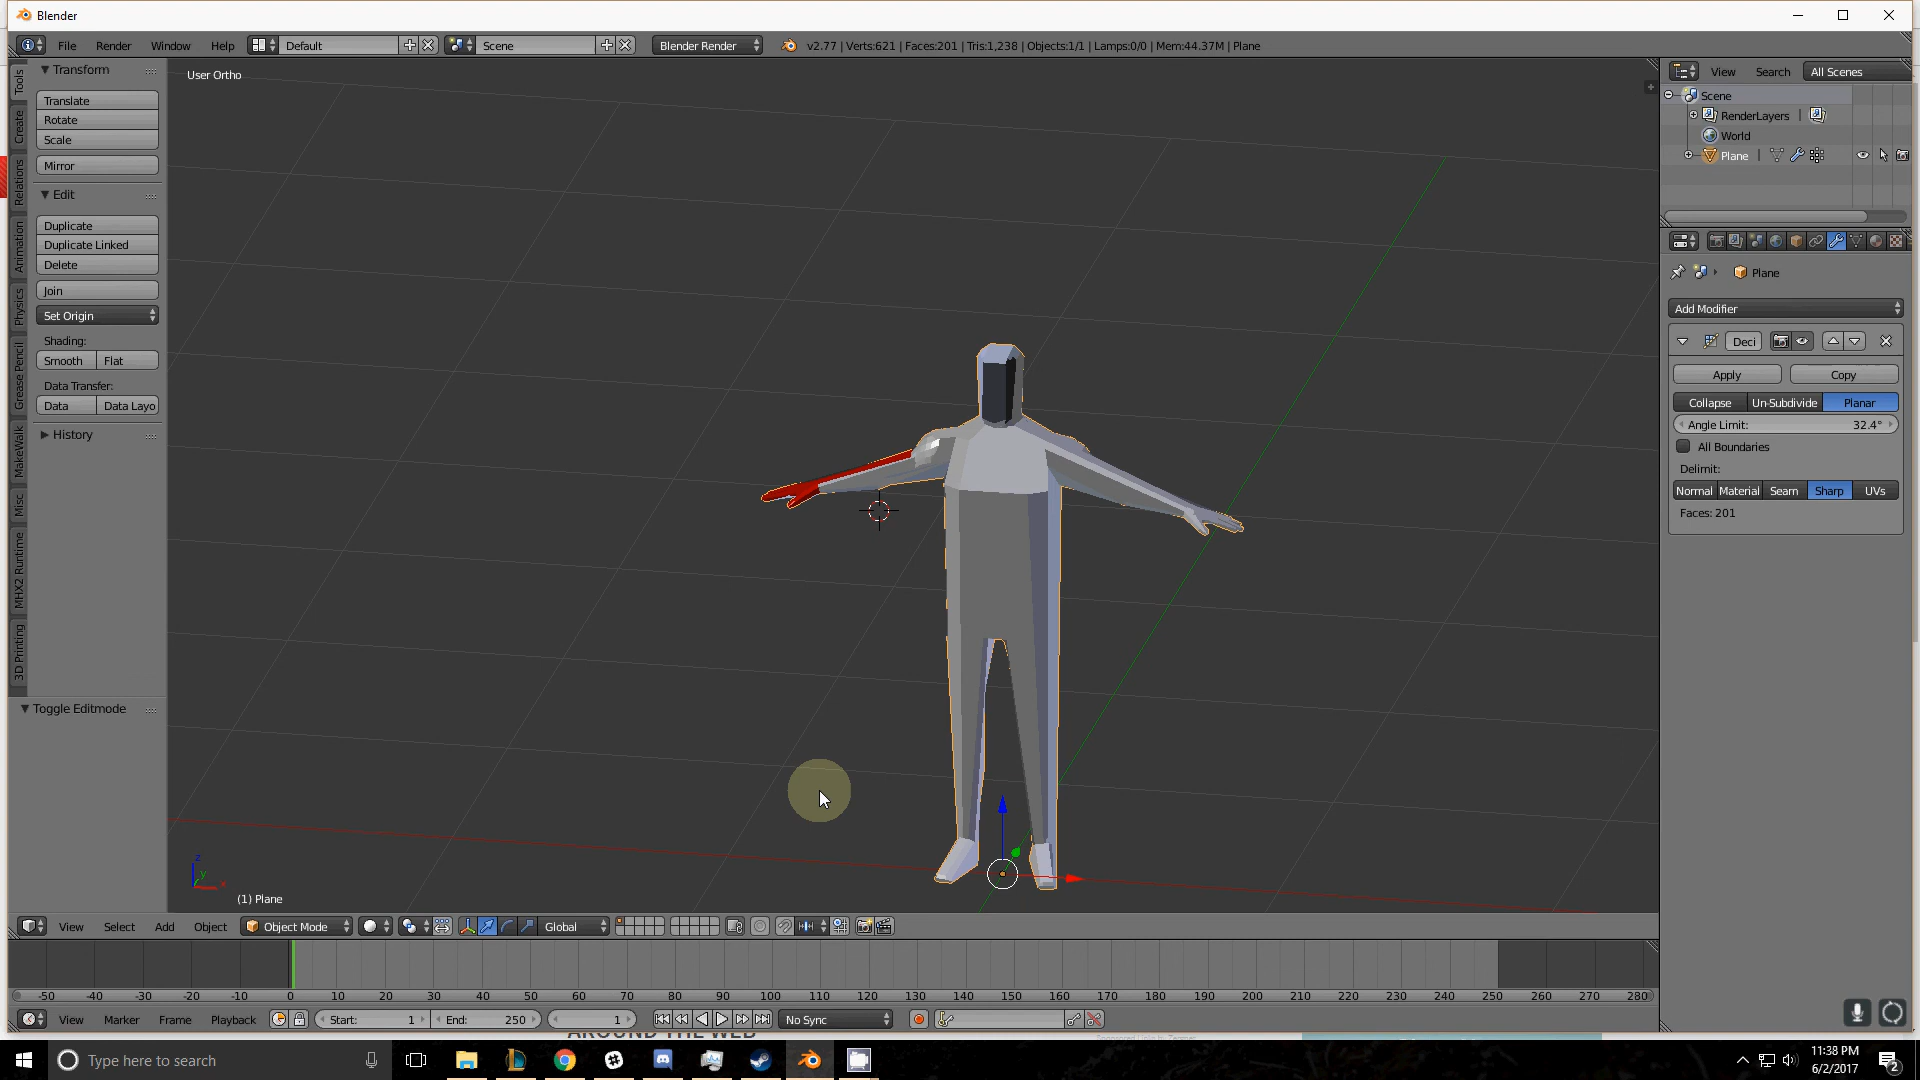 Blender
File Render Window Help Default Scene Blender Render v2.77 | Verts:621 | Faces:201 | Tris:1,238 | Objects:1/1 | Lamps:0/0 | Mem:44.37M | Plane
Tools
Create
Relations
Animation
Physics
Grease Pencil
MakeWalk
Misc
MHX2 Runtime
3D Printing
Transform
Translate
Rotate
Scale
Mirror
Edit
Duplicate
Duplicate Linked
Delete
Join
Set Origin
Shading:
Smooth Flat
Data Transfer:
Data Data Layo
History
Toggle Editmode
User Ortho
z
y
x
(1) Plane
View Search All Scenes
Scene
RenderLayers
World
Plane
Plane
Add Modifier
Deci
Apply Copy
Collapse Un-Subdivide Planar
Angle Limit: 32.4°
All Boundaries
Delimit:
Normal Material Seam Sharp UVs
Faces: 201
View Select Add Object Object Mode Global
-50 -40 -30 -20 -10 0 10 20 30 40 50 60 70 80 90 100 110 120 130 140 150 160 170 180 190 200 210 220 230 240 250 260 270 280
View Marker Frame Playback Start: 1 End: 250 1 No Sync
AROUND THE WEB
Type here to search
11:38 PM
6/2/2017
2